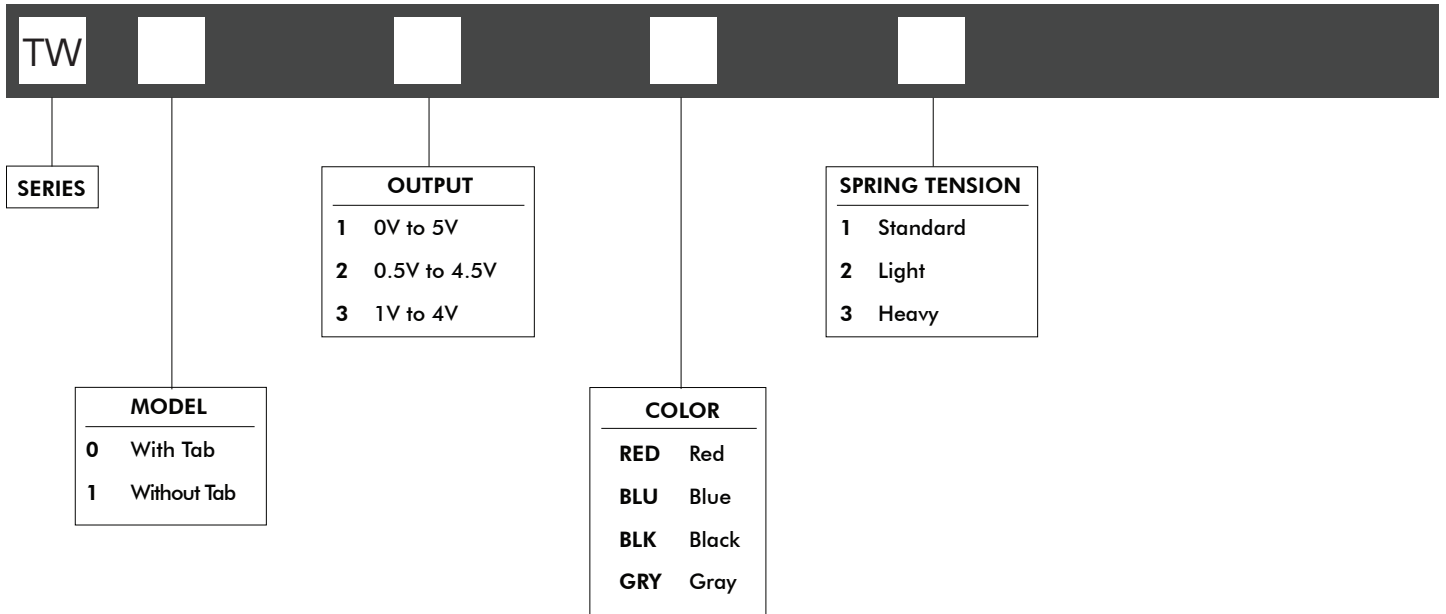 TW
SERIES
OUTPUT
1 0V to 5V
2 0.5V to 4.5V
3 1V to 4V
SPRING TENSION
1 Standard
2 Light
3 Heavy
MODEL
0 With Tab
1 Without Tab
COLOR
RED Red
BLU Blue
BLK Black
GRY Gray